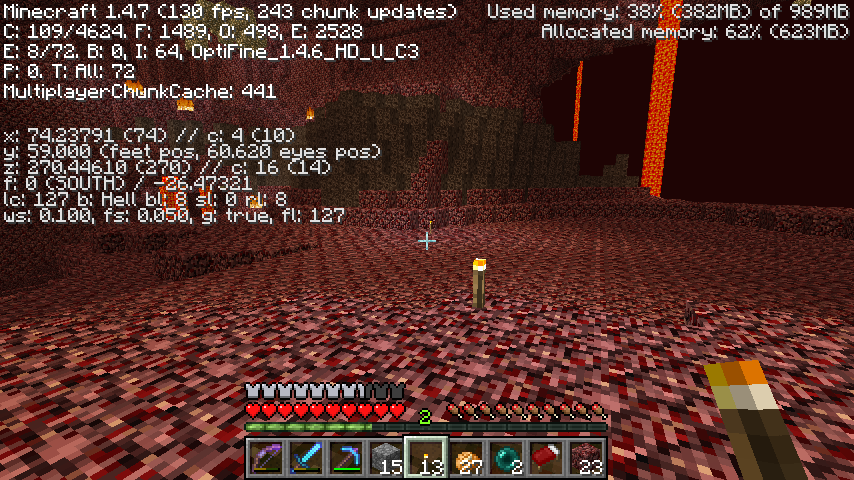 Minecraft 1.4.7 (130 fps, 243 chunk updates)
Used memory: 38% (382MB) of 989MB
C: 109/4624. F: 1489, O: 498, E: 2528
Allocated memory: 62% (623MB)
E: 8/72. B: 0, I: 64, OptiFine_1.4.6_HD_U_C3
P: 0. T: All: 72
MultiplayerChunkCache: 441
x: 74.23791 (74) // c: 4 (10)
y: 59.000 (feet pos, 60.620 eyes pos)
z: 270.44610 (270) // c: 16 (14)
f: 0 (SOUTH) / -26.47321
lc: 127 b: Hell bl: 8 sl: 0 rl: 8
ws: 0.100, fs: 0.050, g: true, fl: 127
2
15 13 27 2 23